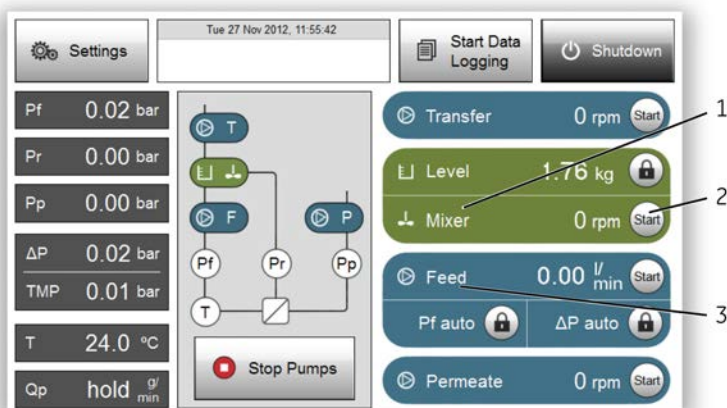 Tue 27 Nov 2012, 11:55:42
Settings
Start Data
Logging
Shutdown
Pf 0.02 bar
Pr 0.00 bar
Pp 0.00 bar
ΔP 0.02 bar
TMP 0.01 bar
T 24.0 ºC
Qp hold g/min
T
F
P
Pf
Pr
Pp
T
Stop Pumps
Transfer 0 rpm Start
Level 1.76 kg
Mixer 0 rpm Start
Feed 0.00 l/min Start
Pf auto ΔP auto
Permeate 0 rpm Start
1
2
3